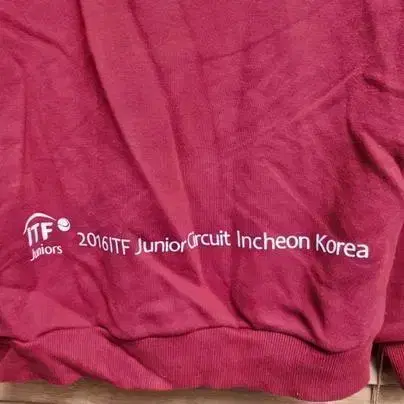 ITF
Juniors
2016ITF Junior Circuit Incheon Korea